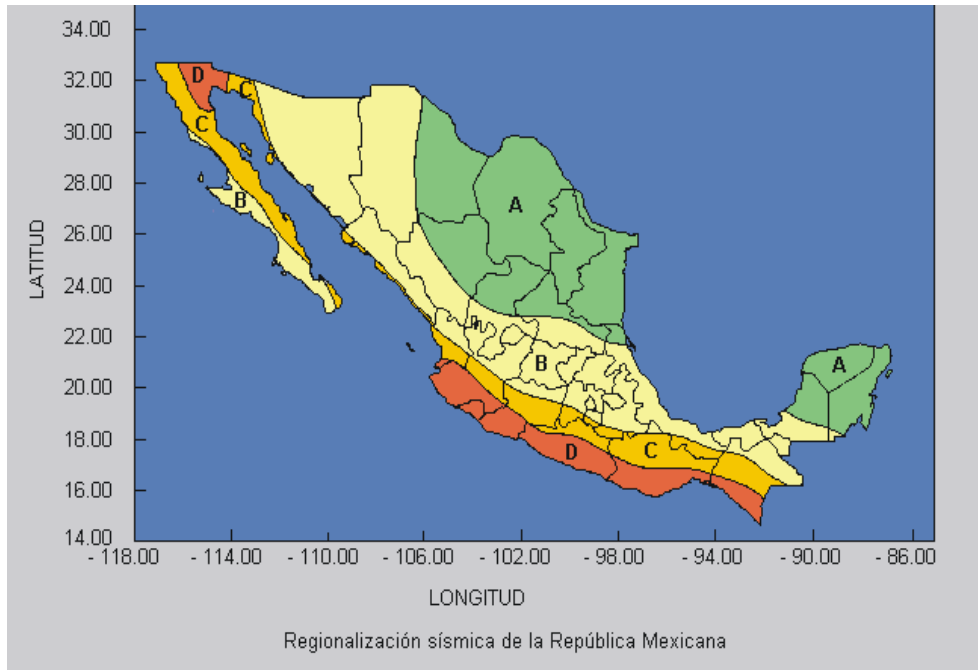 34.00
32.00
30.00
28.00
26.00
24.00
22.00
20.00
18.00
16.00
14.00
LATITUD
D
C
C
B
A
B
A
C
D
- 118.00 - 114.00 - 110.00 - 106.00 - 102.00 - 98.00 - 94.00 - 90.00 - 86.00
LONGITUD
Regionalización sísmica de la República Mexicana